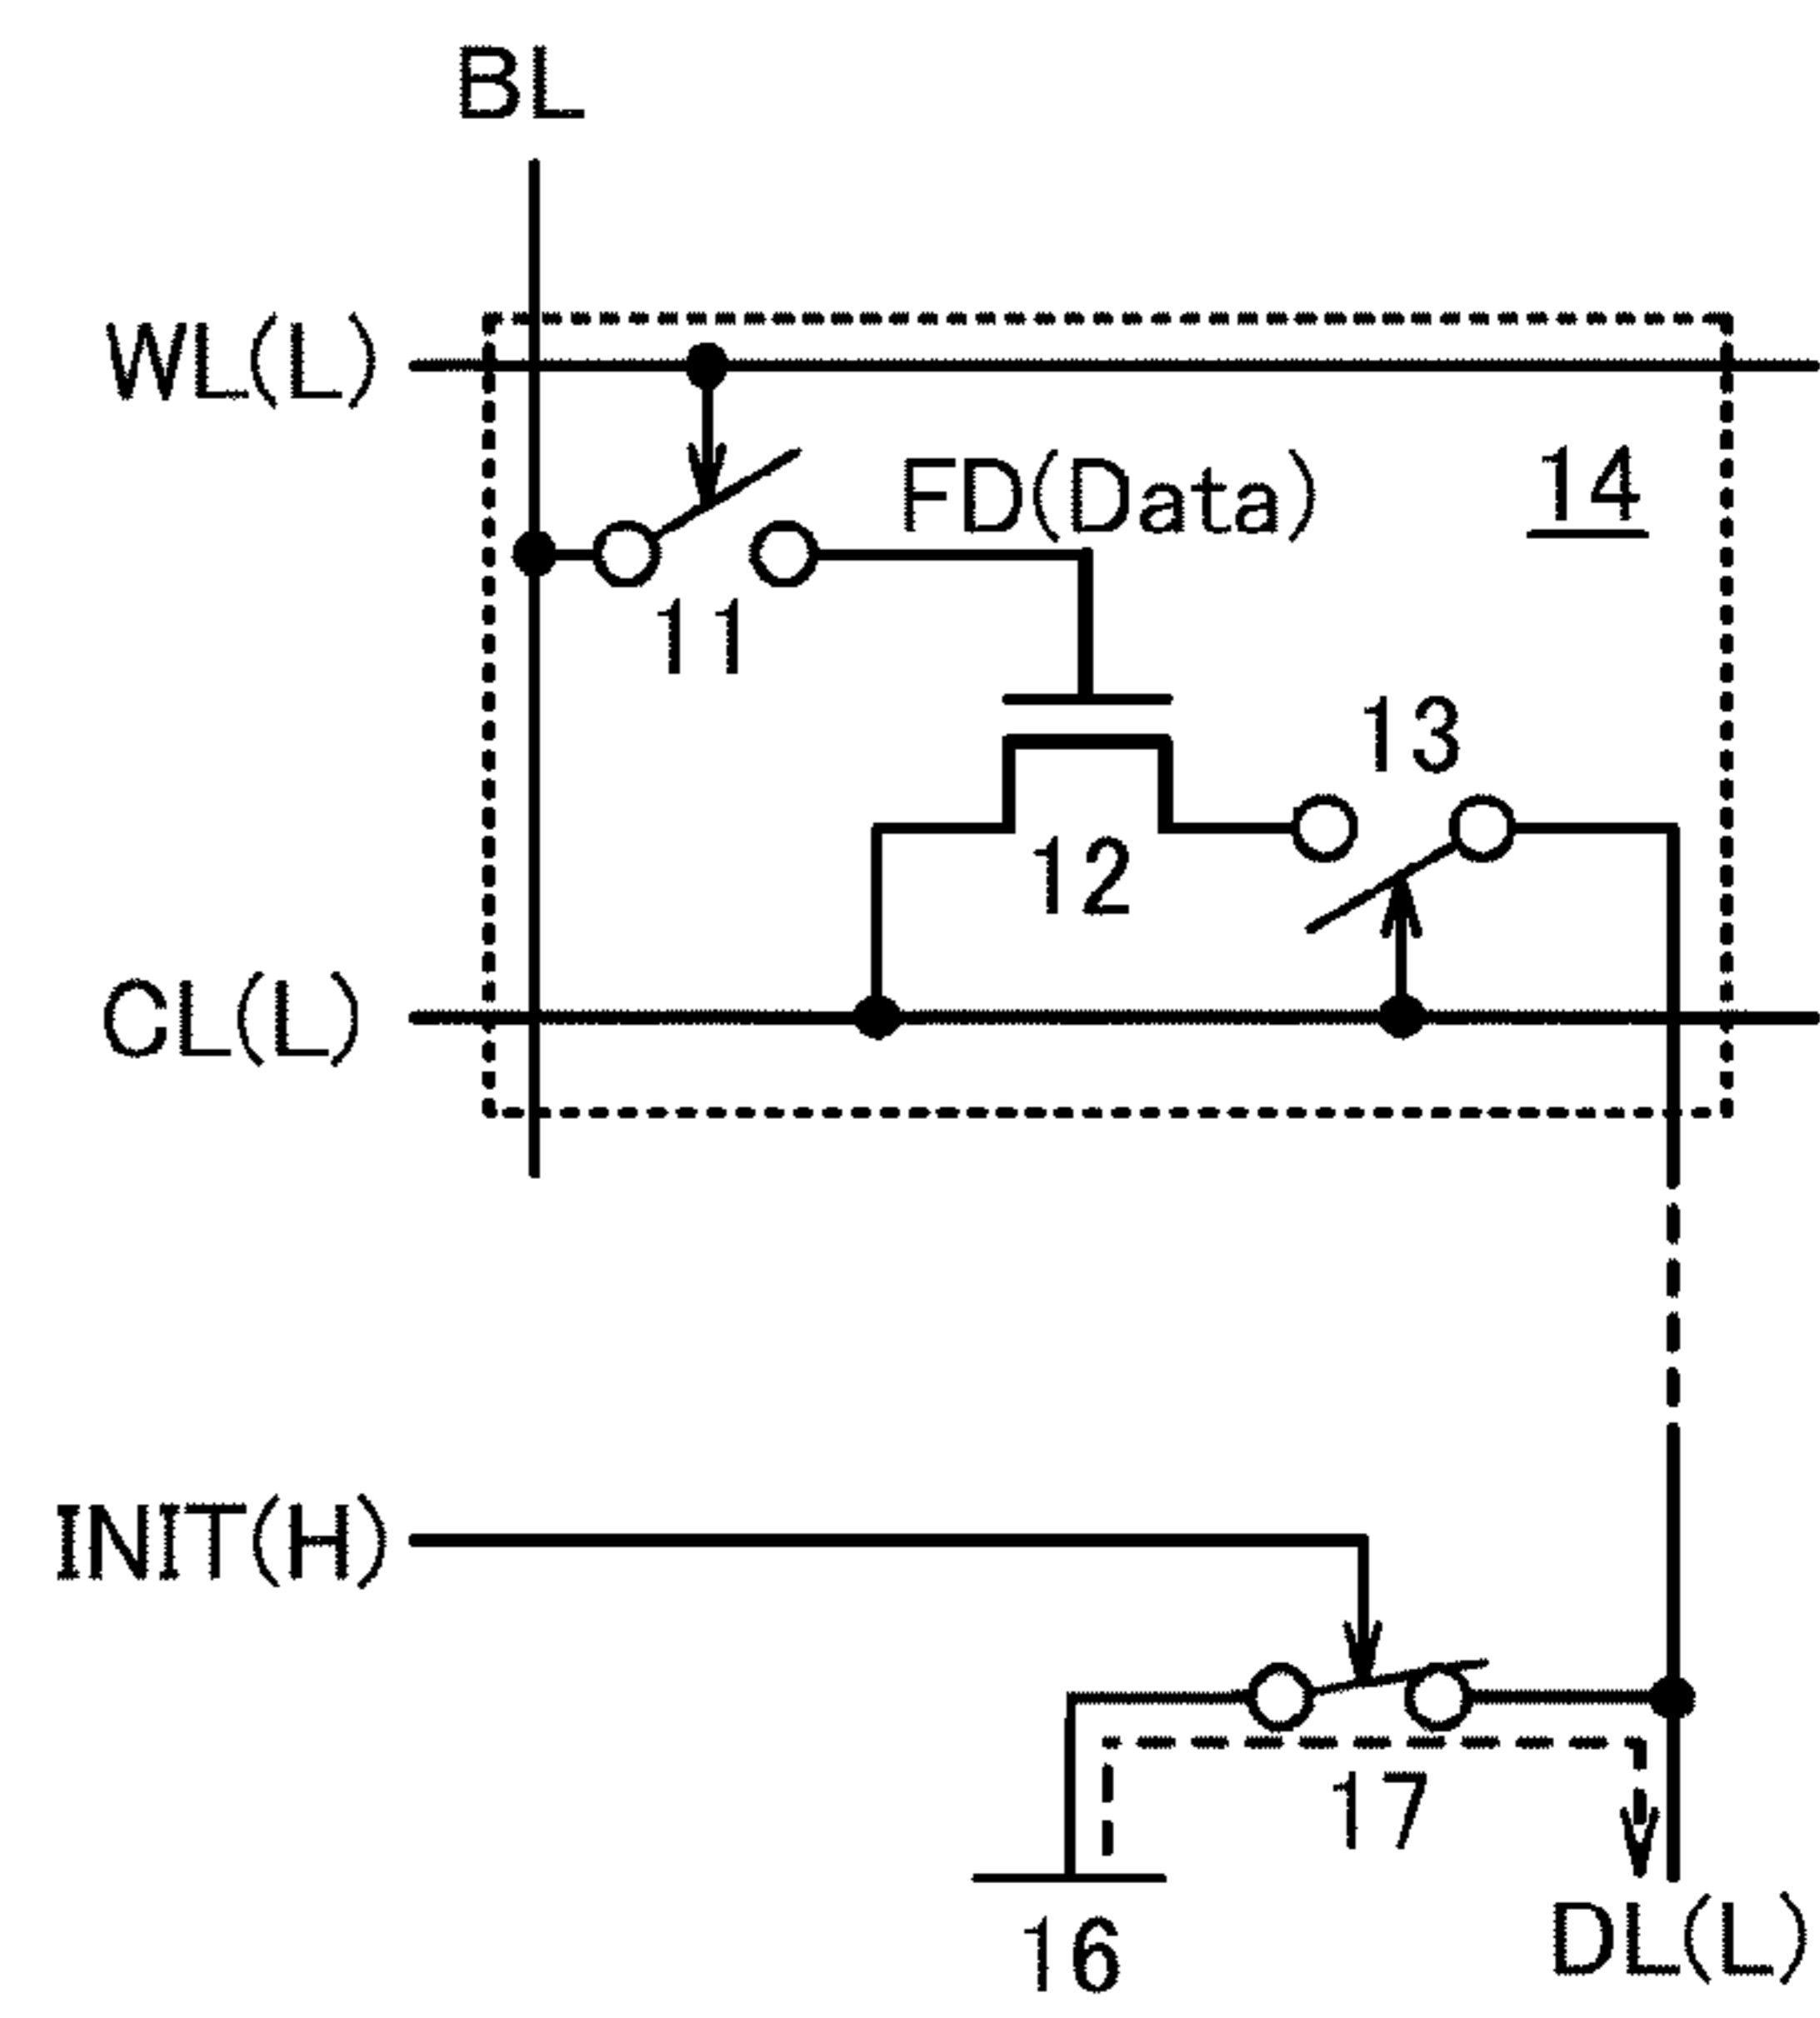 BL
WL(L)
FD(Data)
14
11
13
12
CL(L)
INIT(H)
17
16
DL(L)